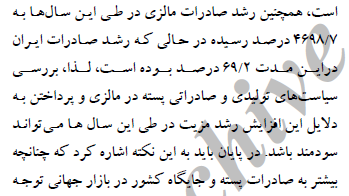 است، همچنین رشد صادرات مالزی در طی این سال‌ها به
۴۶۹۸/۷ درصد رسیده در حالی که رشد صادرات ایران
دراین مدت ۶۹/۲ درصد بوده است، لذا، بررسی
سیاست‌های تولیدی و صادراتی پسته در مالزی و پرداختن به
دلایل این افزایش رشد مزیت در طی این سال ها می‌تواند
سودمند باشد. در پایان باید به این نکته اشاره کرد که چنانچه
بیشتر به صادرات پسته و جایگاه کشور در بازار جهانی توجه
chive